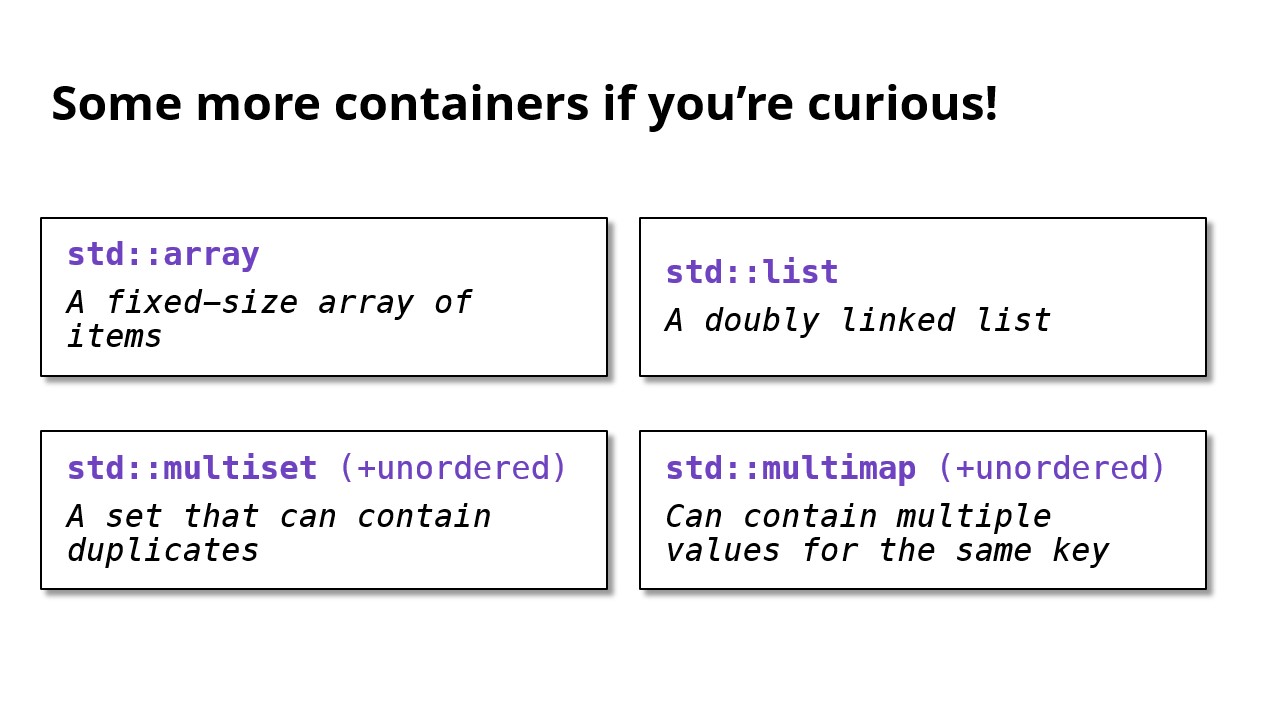 Some more containers if you’re curious!
std::array
A fixed–size array of
items
std::list
A doubly linked list
std::multiset (+unordered)
A set that can contain
duplicates
std::multimap (+unordered)
Can contain multiple
values for the same key